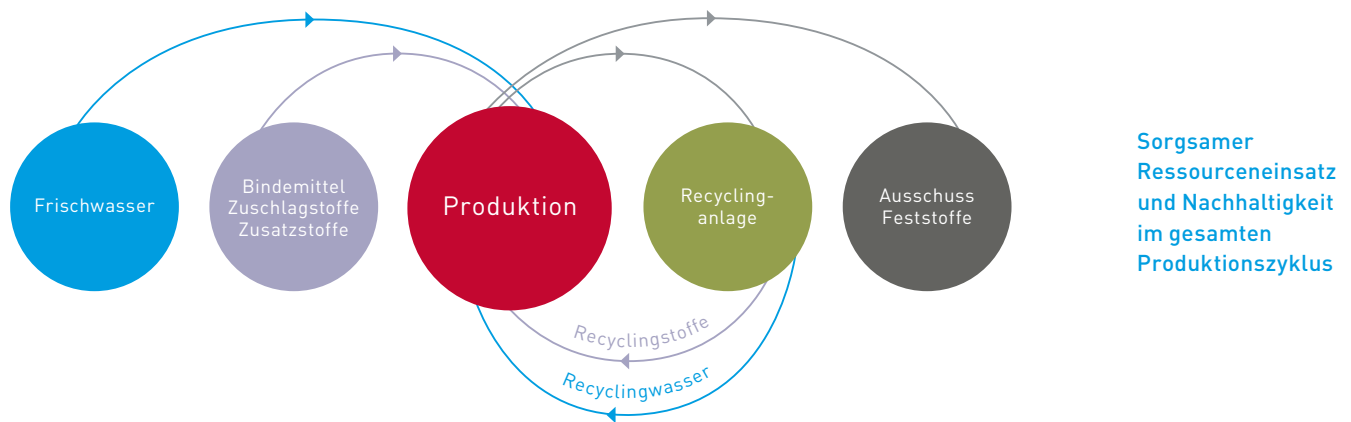 Frischwasser
Bindemittel
Zuschlagstoffe
Zusatzstoffe
Produktion
Recycling-
anlage
Ausschuss
Feststoffe
Sorgsamer
Ressourceneinsatz
und Nachhaltigkeit
im gesamten
Produktionszyklus
Recyclingstoffe
Recyclingwasser